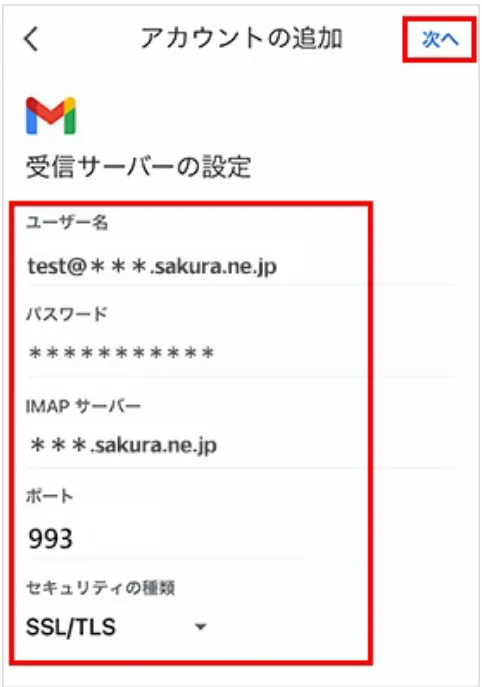 アカウントの追加
次へ
受信サーバーの設定
ユーザー名
test@＊＊＊.sakura.ne.jp
パスワード
＊＊＊＊＊＊＊＊＊＊＊
IMAP サーバー
＊＊＊.sakura.ne.jp
ポート
993
セキュリティの種類
SSL/TLS